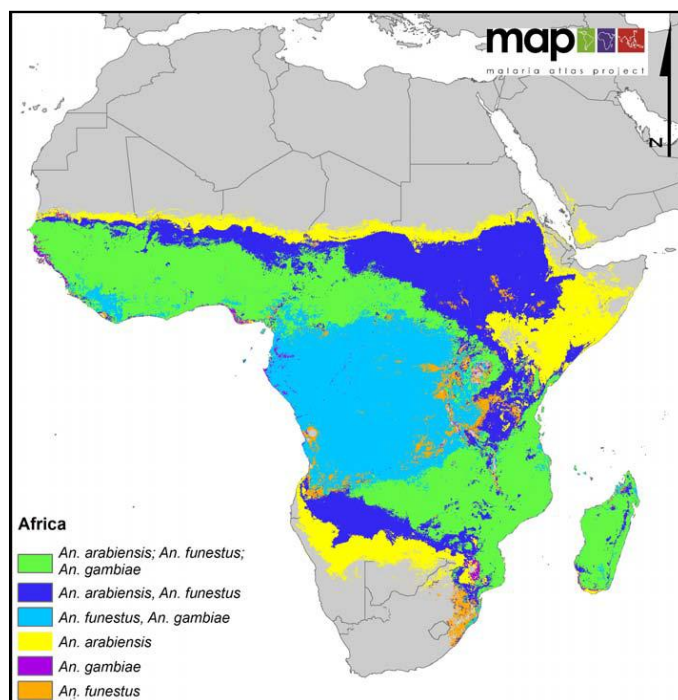 map
malaria atlas project
N
Africa
An. arabiensis; An. funestus;
An. gambiae
An. arabiensis, An. funestus
An. funestus, An. gambiae
An. arabiensis
An. gambiae
An. funestus